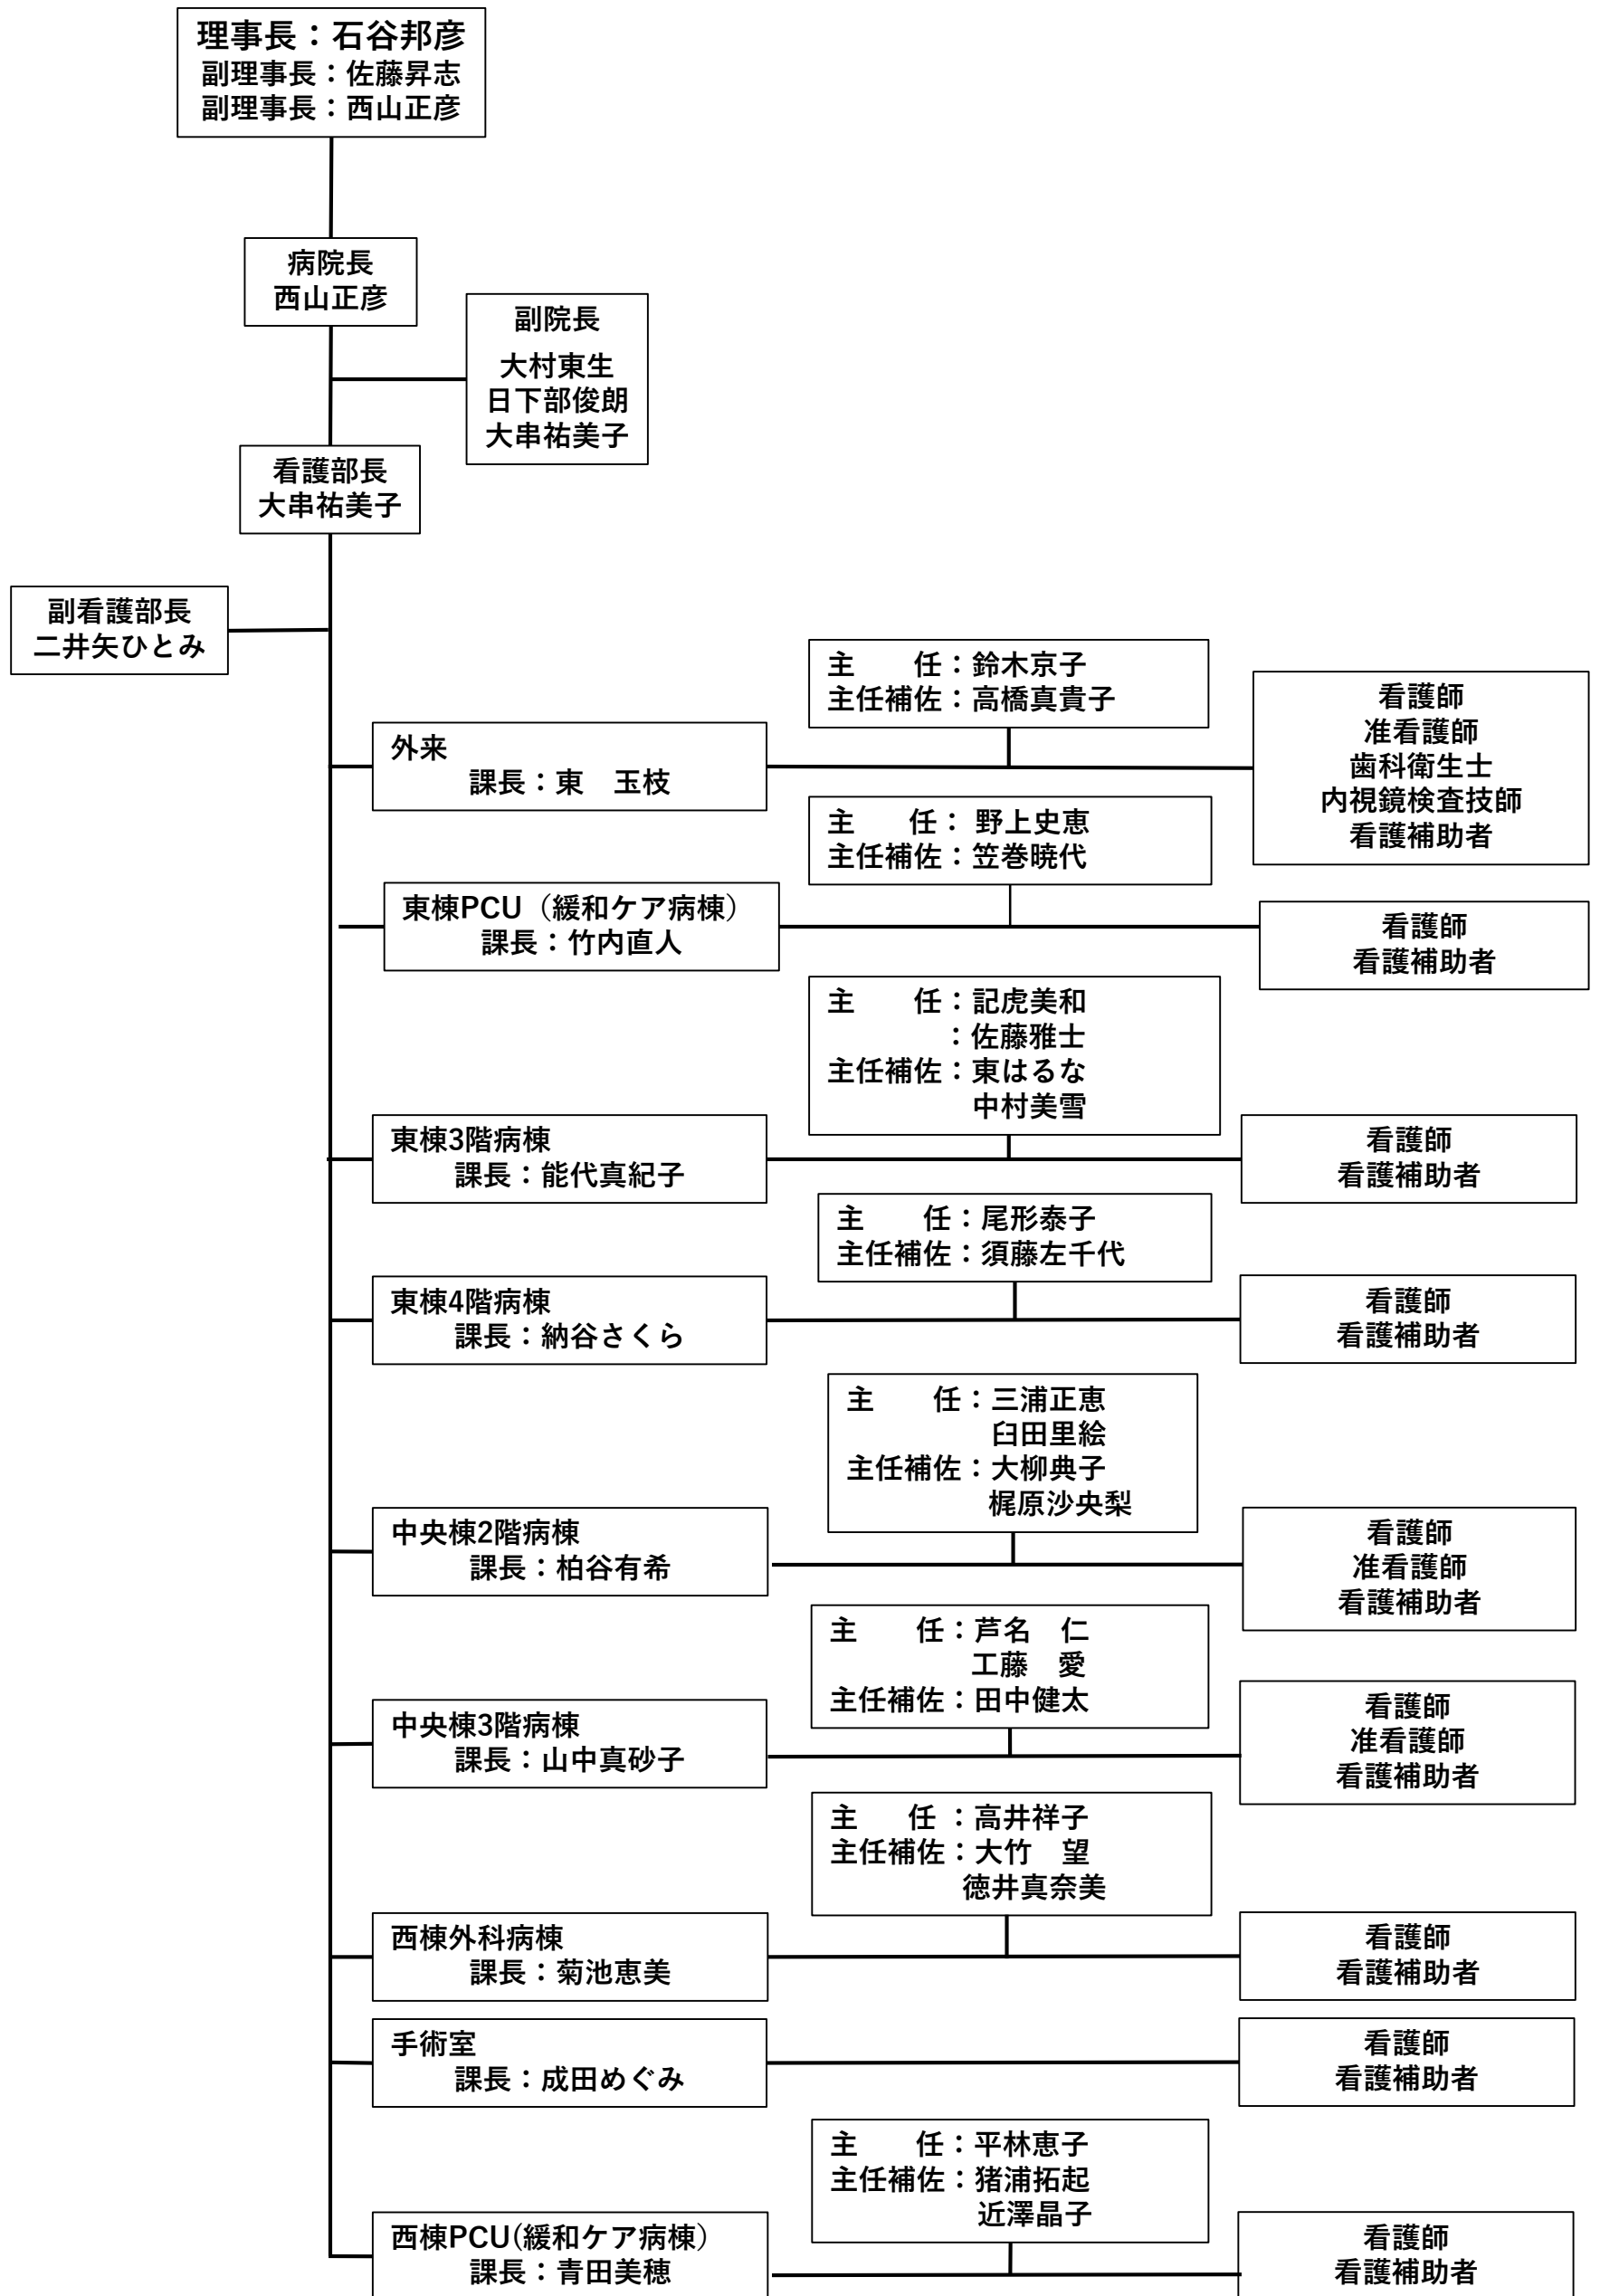 理事長：石谷邦彦
副理事長：佐藤昇志
副理事長：西山正彦
病院長
西山正彦
副院長
大村東生
日下部俊朗
大串祐美子
看護部長
大串祐美子
副看護部長
二井矢ひとみ
主　　任：鈴木京子
主任補佐：高橋真貴子
外来
課長：東　玉枝
看護師
准看護師
歯科衛生士
内視鏡検査技師
看護補助者
主　　任： 野上史恵
主任補佐：笠巻暁代
東棟PCU（緩和ケア病棟）
課長：竹内直人
看護師
看護補助者
主　　任：記虎美和
：佐藤雅士
主任補佐：東はるな
中村美雪
東棟3階病棟
課長：能代真紀子
看護師
看護補助者
主　　任：尾形泰子
主任補佐：須藤左千代
東棟4階病棟
課長：納谷さくら
看護師
看護補助者
主　　任：三浦正恵
臼田里絵
主任補佐：大柳典子
梶原沙央梨
中央棟2階病棟
課長：柏谷有希
看護師
准看護師
看護補助者
主　　任：芦名　仁
工藤　愛
主任補佐：田中健太
中央棟3階病棟
課長：山中真砂子
看護師
准看護師
看護補助者
主　　任：高井祥子
主任補佐：大竹　望
徳井真奈美
西棟外科病棟
課長：菊池恵美
看護師
看護補助者
手術室
課長：成田めぐみ
看護師
看護補助者
主　　任：平林恵子
主任補佐：猪浦拓起
近澤晶子
西棟PCU(緩和ケア病棟）
課長：青田美穂
看護師
看護補助者